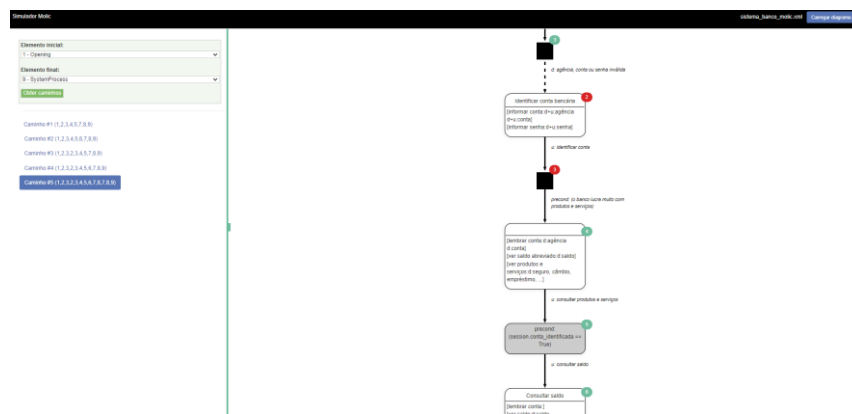 Simulador Molic
sistema_banco_molic.xml
Carregar diagrama
Elemento inicial:
1 - Opening
Elemento final:
9 - SystemProcess
Obter caminhos
Caminho #1 (1,2,3,4,5,7,8,9)
Caminho #2 (1,2,3,4,5,6,7,8,9)
Caminho #3 (1,2,3,2,3,4,5,7,8,9)
Caminho #4 (1,2,3,2,3,4,5,6,7,8,9)
Caminho #5 (1,2,3,2,3,4,5,6,7,8,7,8,9)
3
d: agência, conta ou senha inválida
2
Identificar conta bancária
[informar conta:d+u:agência
d+u:conta]
[informar senha:d+u:senha]
u: identificar conta
3
precond: (o banco lucra muito com
produtos e serviços)
4
[lembrar conta:d:agência
d:conta]
[ver saldo abreviado:d:saldo]
[ver produtos e
serviços:d:seguro, câmbio,
empréstimo, ...]
u: consultar produtos e serviços
5
precond:
(session.conta_identificada ==
True)
u: consultar saldo
6
Consultar saldo
[lembrar conta:]